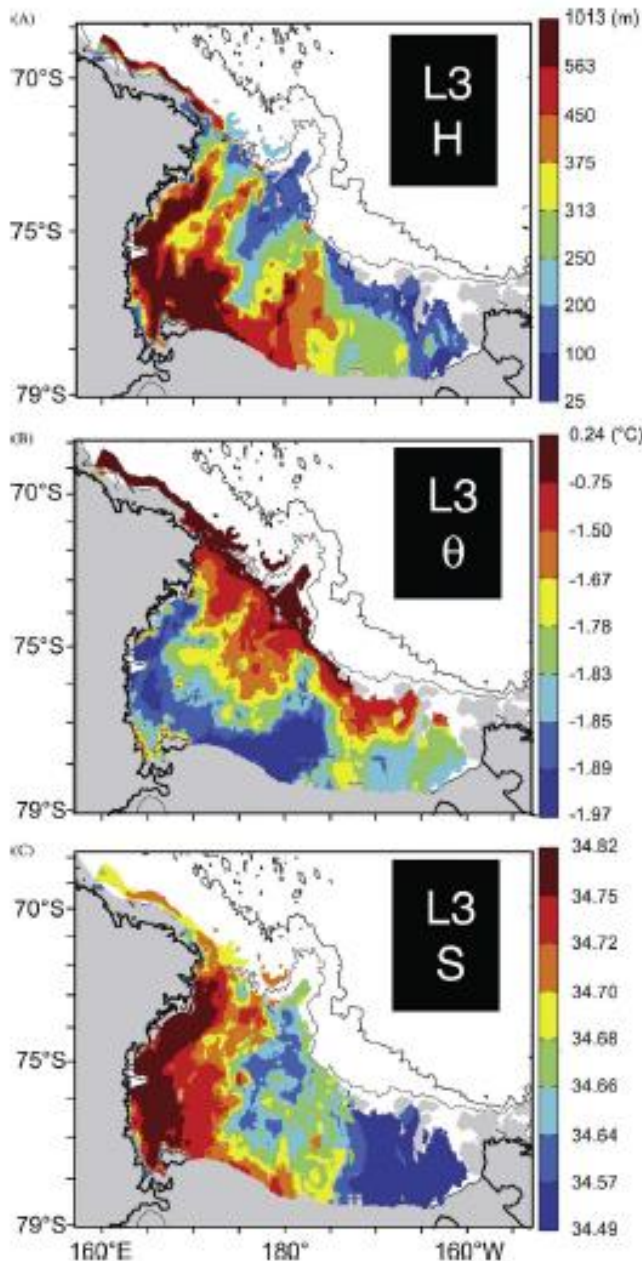 (A)
70°S
75°S
79°S
L3
H
1013 (m)
563
450
375
313
250
200
100
25
(B)
70°S
75°S
79°S
L3
θ
0.24 (°C)
-0.75
-1.50
-1.67
-1.78
-1.83
-1.85
-1.89
-1.97
(C)
70°S
75°S
79°S
L3
S
34.82
34.75
34.72
34.70
34.68
34.66
34.64
34.57
34.49
160°E
180°
160°W